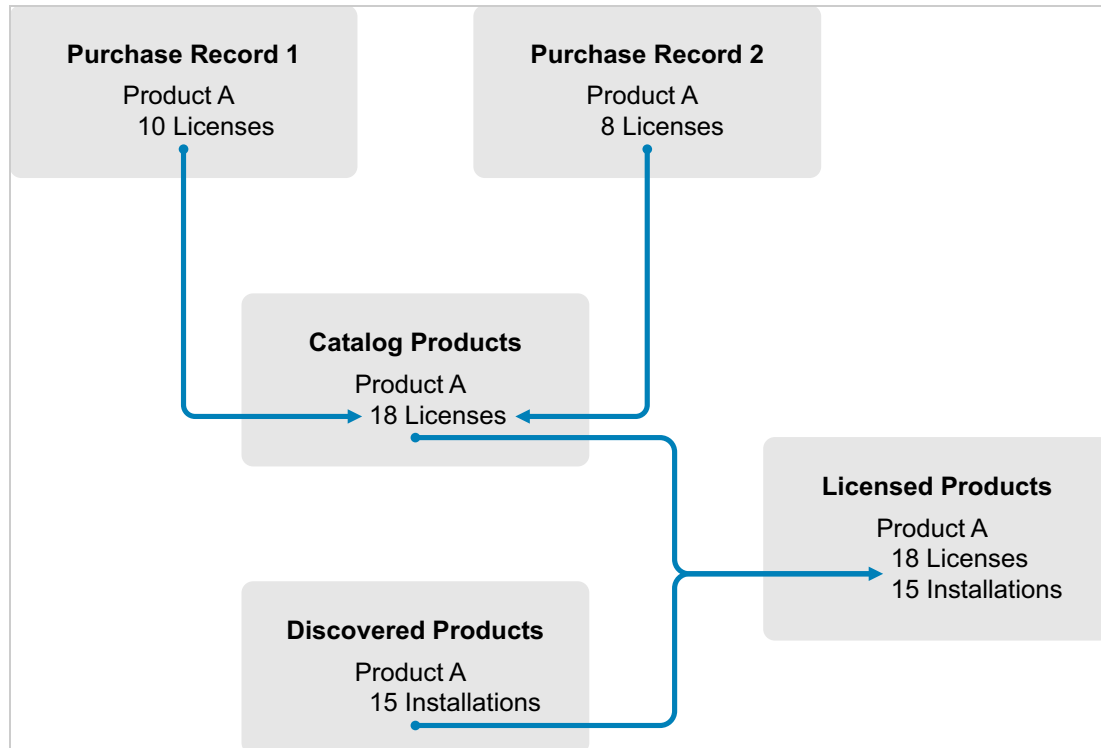 Purchase Record 1
Product A
10 Licenses
Purchase Record 2
Product A
8 Licenses
Catalog Products
Product A
18 Licenses
Licensed Products
Product A
18 Licenses
15 Installations
Discovered Products
Product A
15 Installations